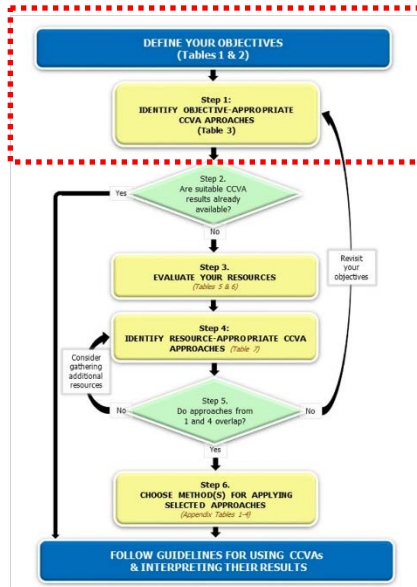 DEFINE YOUR OBJECTIVES
(Tables 1 & 2)
Step 1:
IDENTIFY OBJECTIVE-APPROPRIATE
CCVA APROACHES
(Table 3)
Step 2.
Are suitable CCVA
results already
available?
Yes
No
Revisit
your
objectives
Step 3.
EVALUATE YOUR RESOURCES
(Tables 5 & 6)
Step 4:
IDENTIFY RESOURCE-APPROPRIATE CCVA
APPROACHES (Table 7)
Consider
gathering
additional
resources
Step 5.
Do approaches from
1 and 4 overlap?
No
No
Yes
Step 6.
CHOOSE METHOD(S) FOR APPLYING
SELECTED APPROACHES
(Appendix Tables 1-4)
FOLLOW GUIDELINES FOR USING CCVAs
& INTERPRETING THEIR RESULTS